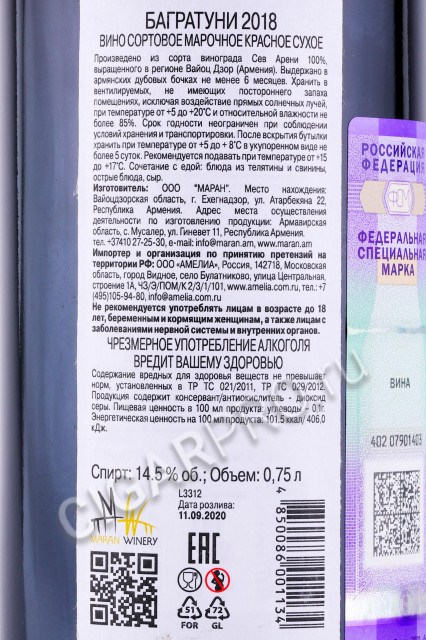 БАГРАТУНИ 2018
ВИНО СОРТОВОЕ МАРОЧНОЕ КРАСНОЕ СУХОЕ
Произведено из сорта винограда Сев Арени 100%,
выращенного в регионе Вайоц Дзор (Армения). Выдержано в
армянских дубовых бочках не менее 6 месяцев. Хранить в
вентилируемых, не имеющих постороннего запаха
помещениях, исключая воздействие прямых солнечных лучей,
при температуре от +5 до +20°С и относительной влажности не
более 85%. Срок годности неограничен при соблюдении
условий хранения и транспортировки. После вскрытия бутылки
хранить при температуре от +5 до + 8°С в укупоренном виде не
более 5 суток. Рекомендуется подавать при температуре от +15
до +17°С. Сочетание с едой: блюда из телятины и свинины,
острые блюда, сыр.
Изготовитель: ООО "МАРАН". Место нахождения:
Вайоцдзорская область, г. Ехегнадзор, ул. Атарбекяна 22,
Республика Армения. Адрес места осуществления
деятельности по изготовлению продукции: Армавирская
область, с. Мусалер, ул. Гиневет 11, Республика Армения.
тел. +37410 27-25-30, e-mail: info@maran.am, www.maran.am
Импортер и организация по принятию претензий на
территории РФ: ООО «АМЕЛИА», Россия, 142718, Московская
область, город Видное, село Булатниково, улица Центральная,
строение 1А, Ч3/Э/ПОМ/К 2/3/1/101, www.amelia.com.ru, тел: +7
(495)105-94-80, info@amelia.com.ru
Не рекомендуется употреблять лицам в возрасте до 18
лет, беременным и кормящим женщинам, а также лицам с
заболеваниями нервной системы и внутренних органов.
ЧРЕЗМЕРНОЕ УПОТРЕБЛЕНИЕ АЛКОГОЛЯ
ВРЕДИТ ВАШЕМУ ЗДОРОВЬЮ
Содержание вредных для здоровья веществ не превышает
норм, установленных в ТР ТС 021/2011, ТР ТС 029/2012.
Продукция содержит консервант/антиокислитель - диоксид
серы. Пищевая ценность в 100 мл продукта: углеводы - 0.1г.
Энергетическая ценность на 100 мл продукта 101.5 ккал/ 406,0
кДж.
Спирт: 14.5 % об.; Объем: 0,75 л
L3312
Дата розлива:
11.09.2020
MARAN WINERY
EAC
51
FOR
72
GL
4850086001134
РОССИЙСКАЯ
ФЕДЕРАЦИЯ
ФСМ
ФЕДЕРАЛЬНАЯ
СПЕЦИАЛЬНАЯ
МАРКА
ВИНА
402 07901403
CIGARPRO.ru